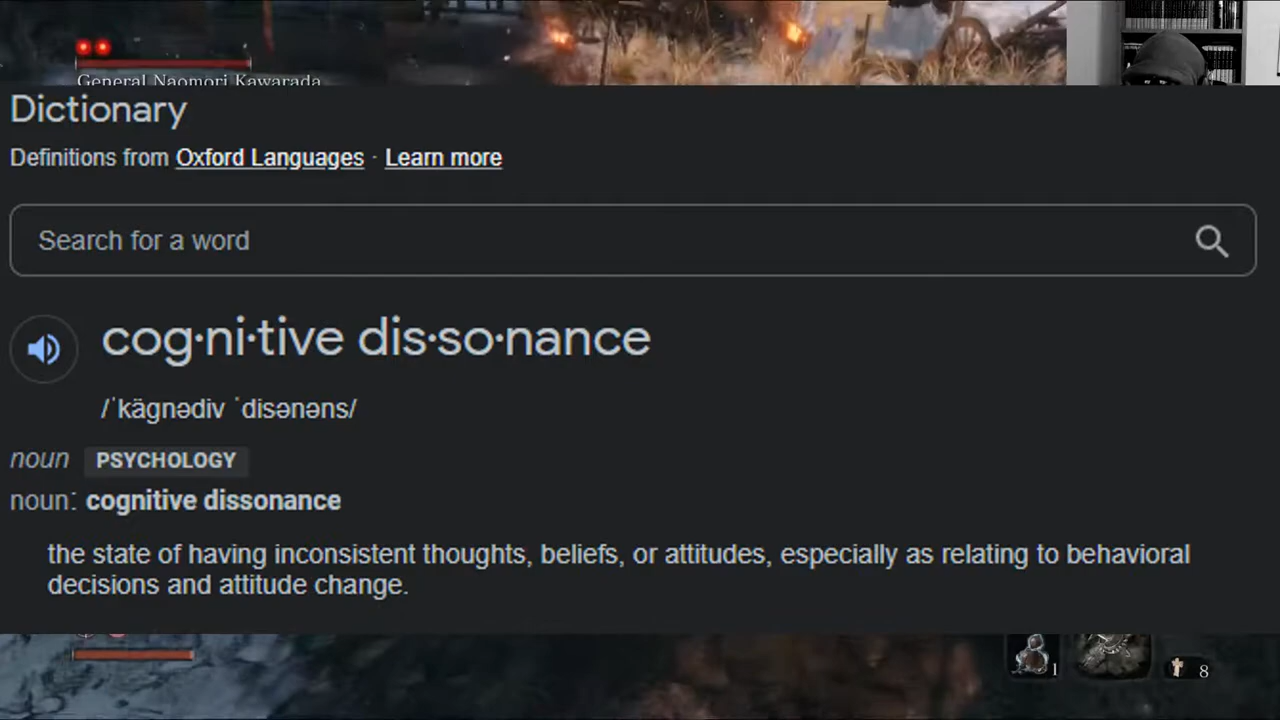 General Naomori Kawarada
Dictionary
Definitions from Oxford Languages · Learn more
Search for a word
cog·ni·tive dis·so·nance
/ˈkäɡnədiv ˈdisənəns/
noun PSYCHOLOGY
noun: cognitive dissonance
the state of having inconsistent thoughts, beliefs, or attitudes, especially as relating to behavioral
decisions and attitude change.
1
8